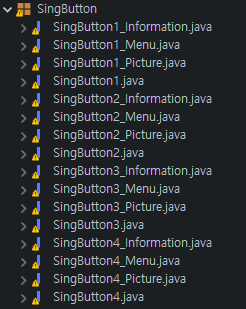 SingButton
SingButton1_Information.java
SingButton1_Menu.java
SingButton1_Picture.java
SingButton1.java
SingButton2_Information.java
SingButton2_Menu.java
SingButton2_Picture.java
SingButton2.java
SingButton3_Information.java
SingButton3_Menu.java
SingButton3_Picture.java
SingButton3.java
SingButton4_Information.java
SingButton4_Menu.java
SingButton4_Picture.java
SingButton4.java